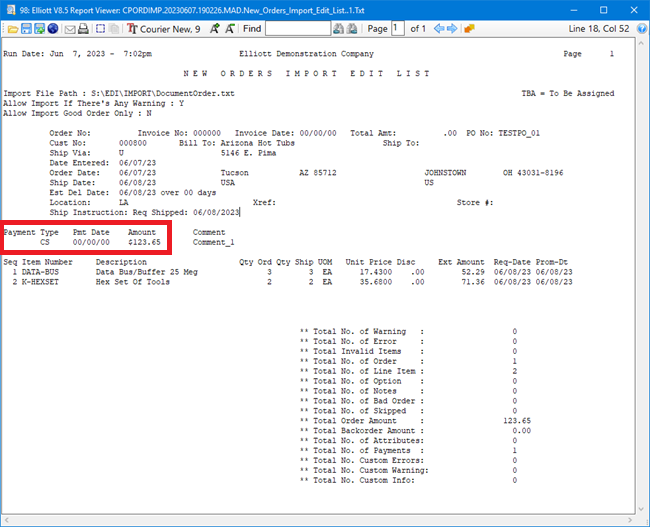 98: Elliott V8.5 Report Viewer: CPORDIMP.20230607.190226.MAD.New_Orders_Import_Edit_List..1.Txt
Courier New, 9 A A Find Page 1 of 1 Line 18, Col 52
Run Date: Jun 7, 2023 - 7:02pm Elliott Demonstration Company Page 1
N E W O R D E R S I M P O R T E D I T L I S T
Import File Path : S:\EDI\IMPORT\DocumentOrder.txt TBA = To Be Assigned
Allow Import If There's Any Warning : Y
Allow Import Good Order Only : N
Order No: Invoice No: 000000 Invoice Date: 00/00/00 Total Amt: .00 PO No: TESTPO_01
Cust No: 000800 Bill To: Arizona Hot Tubs Ship To:
Ship Via: U 5146 E. Pima
Date Entered: 06/07/23
Order Date: 06/07/23 Tucson AZ 85712 JOHNSTOWN OH 43031-8196
Ship Date: 06/08/23 USA US
Est Del Date: 06/08/23 over 00 days
Location: LA Xref: Store #:
Ship Instruction: Req Shipped: 06/08/2023
Payment Type Pmt Date Amount Comment
CS 00/00/00 $123.65 Comment_1
Seq Item Number Description Qty Ord Qty Ship UOM Unit Price Disc Ext Amount Req-Date Prom-Dt
1 DATA-BUS Data Bus/Buffer 25 Meg 3 3 EA 17.4300 .00 52.29 06/08/23 06/08/23
2 K-HEXSET Hex Set Of Tools 2 2 EA 35.6800 .00 71.36 06/08/23 06/08/23
** Total No. of Warning : 0
** Total No. of Error : 0
** Total Invalid Items : 0
** Total No. of Order : 1
** Total No. of Line Item : 2
** Total No. of Option : 0
** Total No. of Notes : 0
** Total No. of Bad Order : 0
** Total No. of Skipped : 0
** Total Order Amount : 123.65
** Total Backorder Amount : 0.00
** Total No. of Attributes: 0
** Total No. of Payments : 1
** Total No. Custom Errors: 0
** Total No. Custom Warning: 0
** Total No. Custom Info: 0